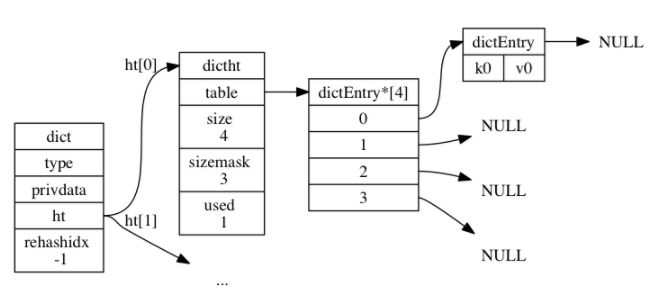 dict
type
privdata
ht
rehashidx
-1
ht[0]
ht[1]
dictht
table
size
4
sizemask
3
used
1
...
dictEntry*[4]
0
1
2
3
dictEntry
k0 v0
NULL
NULL
NULL
NULL